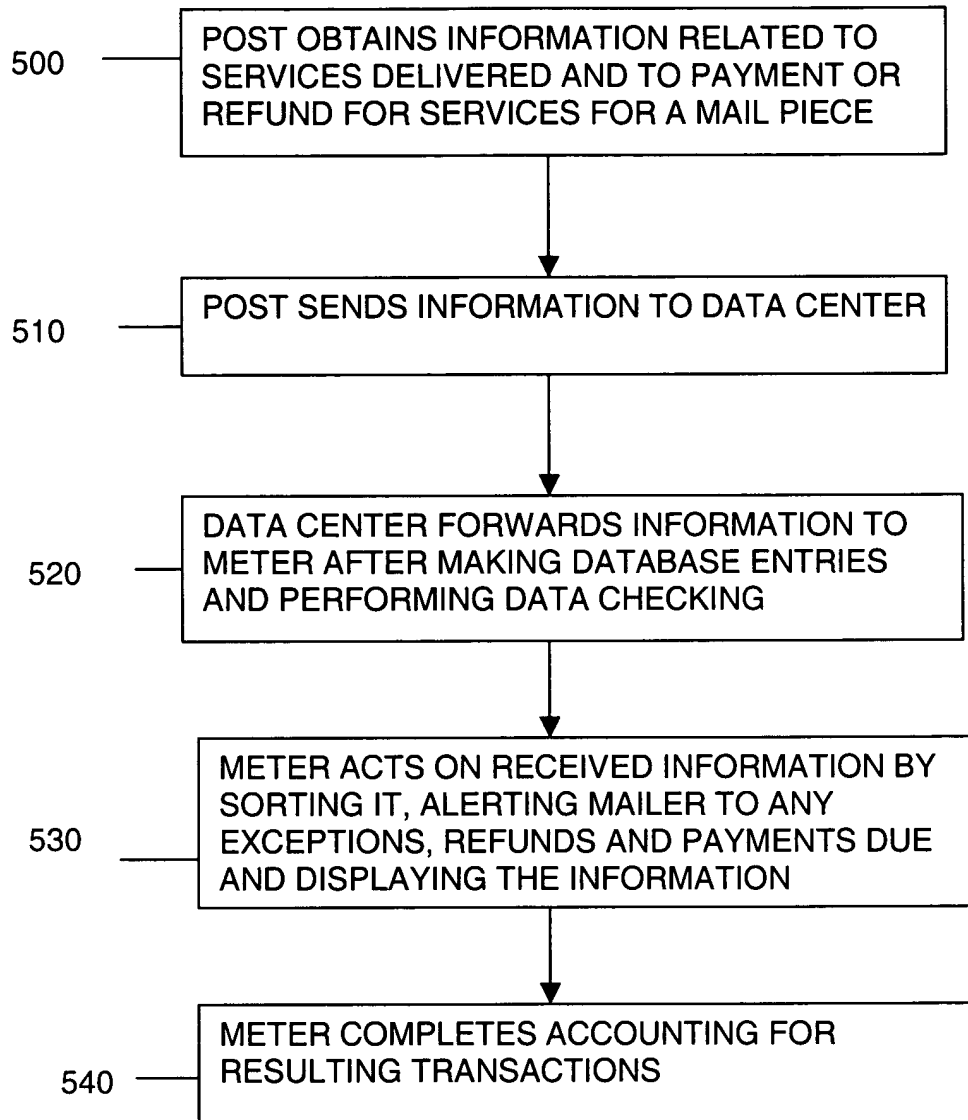 500
POST OBTAINS INFORMATION RELATED TO
SERVICES DELIVERED AND TO PAYMENT OR
REFUND FOR SERVICES FOR A MAIL PIECE
510
POST SENDS INFORMATION TO DATA CENTER
520
DATA CENTER FORWARDS INFORMATION TO
METER AFTER MAKING DATABASE ENTRIES
AND PERFORMING DATA CHECKING
530
METER ACTS ON RECEIVED INFORMATION BY
SORTING IT, ALERTING MAILER TO ANY
EXCEPTIONS, REFUNDS AND PAYMENTS DUE
AND DISPLAYING THE INFORMATION
540
METER COMPLETES ACCOUNTING FOR
RESULTING TRANSACTIONS